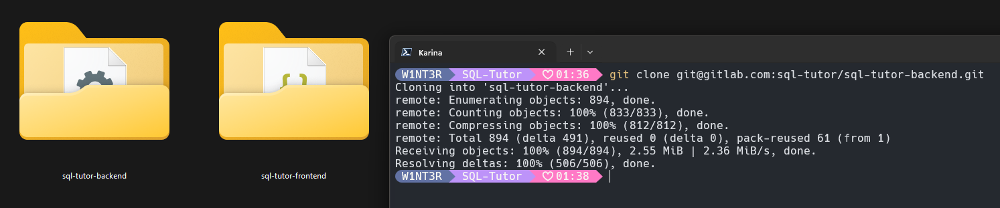 sql-tutor-backend
sql-tutor-frontend
Karina
W1NT3R SQL-Tutor ♡01:36 git clone git@gitlab.com:sql-tutor/sql-tutor-backend.git
Cloning into 'sql-tutor-backend'...
remote: Enumerating objects: 894, done.
remote: Counting objects: 100% (833/833), done.
remote: Compressing objects: 100% (812/812), done.
remote: Total 894 (delta 491), reused 0 (delta 0), pack-reused 61 (from 1)
Receiving objects: 100% (894/894), 2.55 MiB | 2.36 MiB/s, done.
Resolving deltas: 100% (506/506), done.
W1NT3R SQL-Tutor ♡01:38